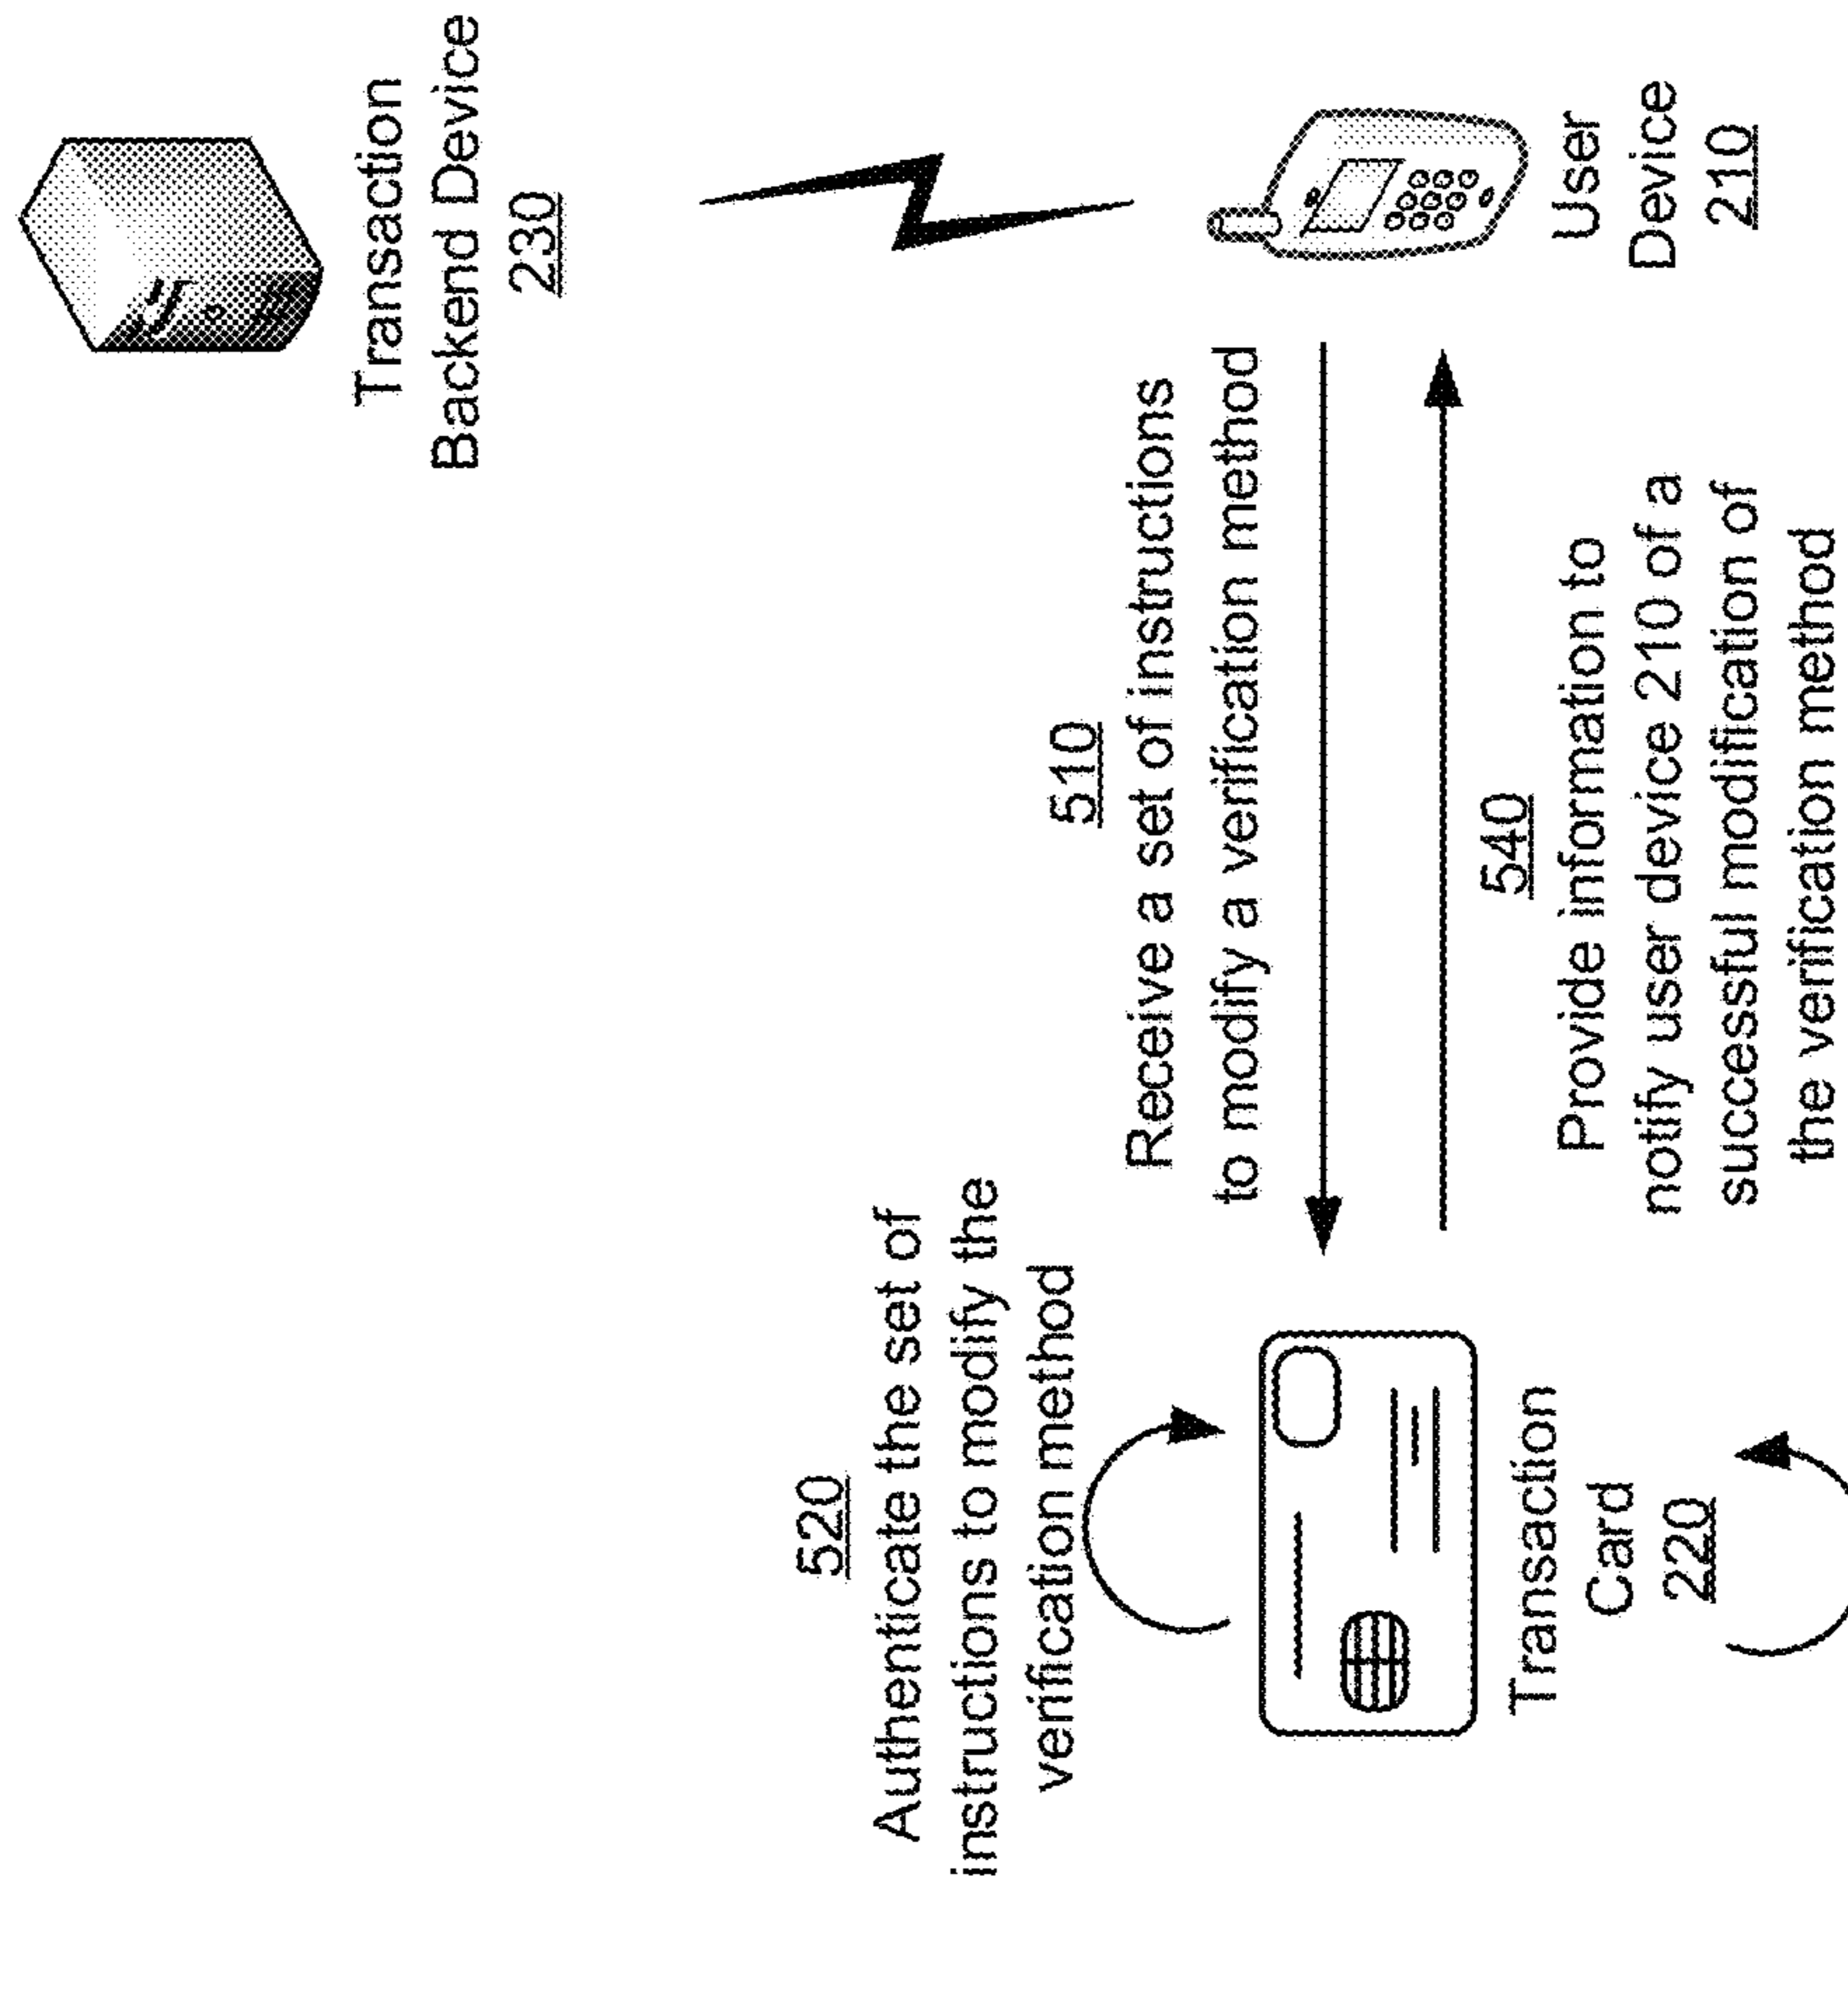 Transaction
Backend Device
230
520
Authenticate the set of
instructions to modify the
verification method
510
Receive a set of instructions
to modify a verification method
Transaction
Card
220
540
Provide information to
notify user device 210 of a
successful modification of
the verification method
User
Device
210